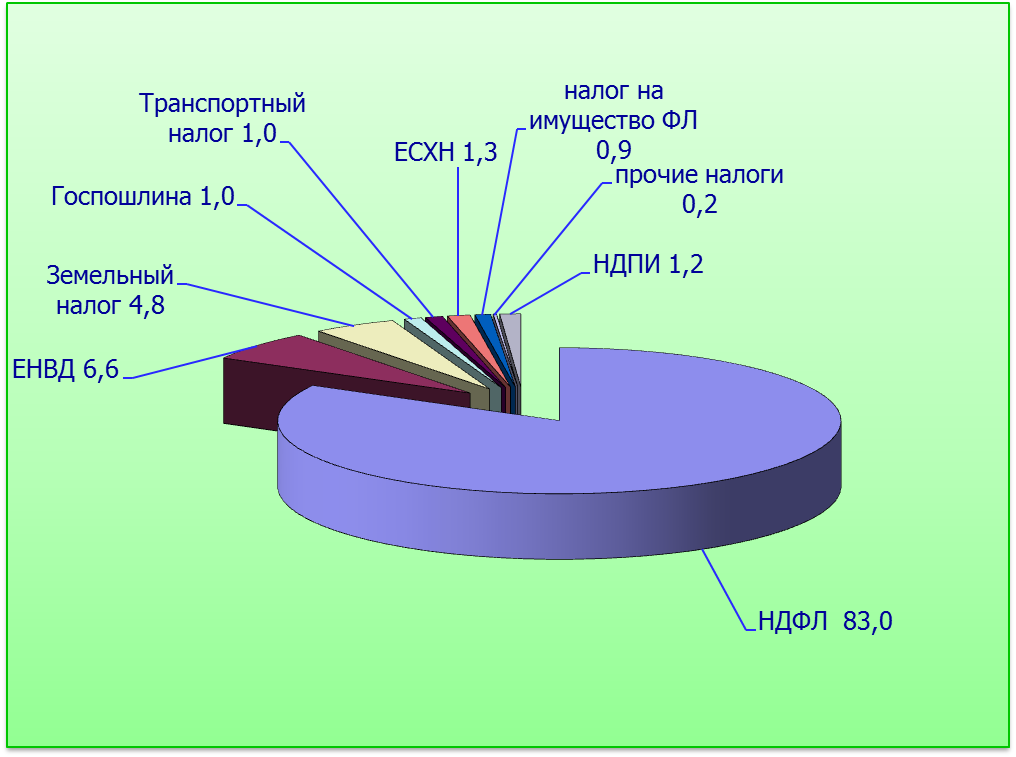 Транспортный
налог 1,0
налог на
имущество ФЛ
0,9
ЕСХН 1,3
прочие налоги
0,2
Госпошлина 1,0
НДПИ 1,2
Земельный
налог 4,8
ЕНВД 6,6
НДФЛ 83,0